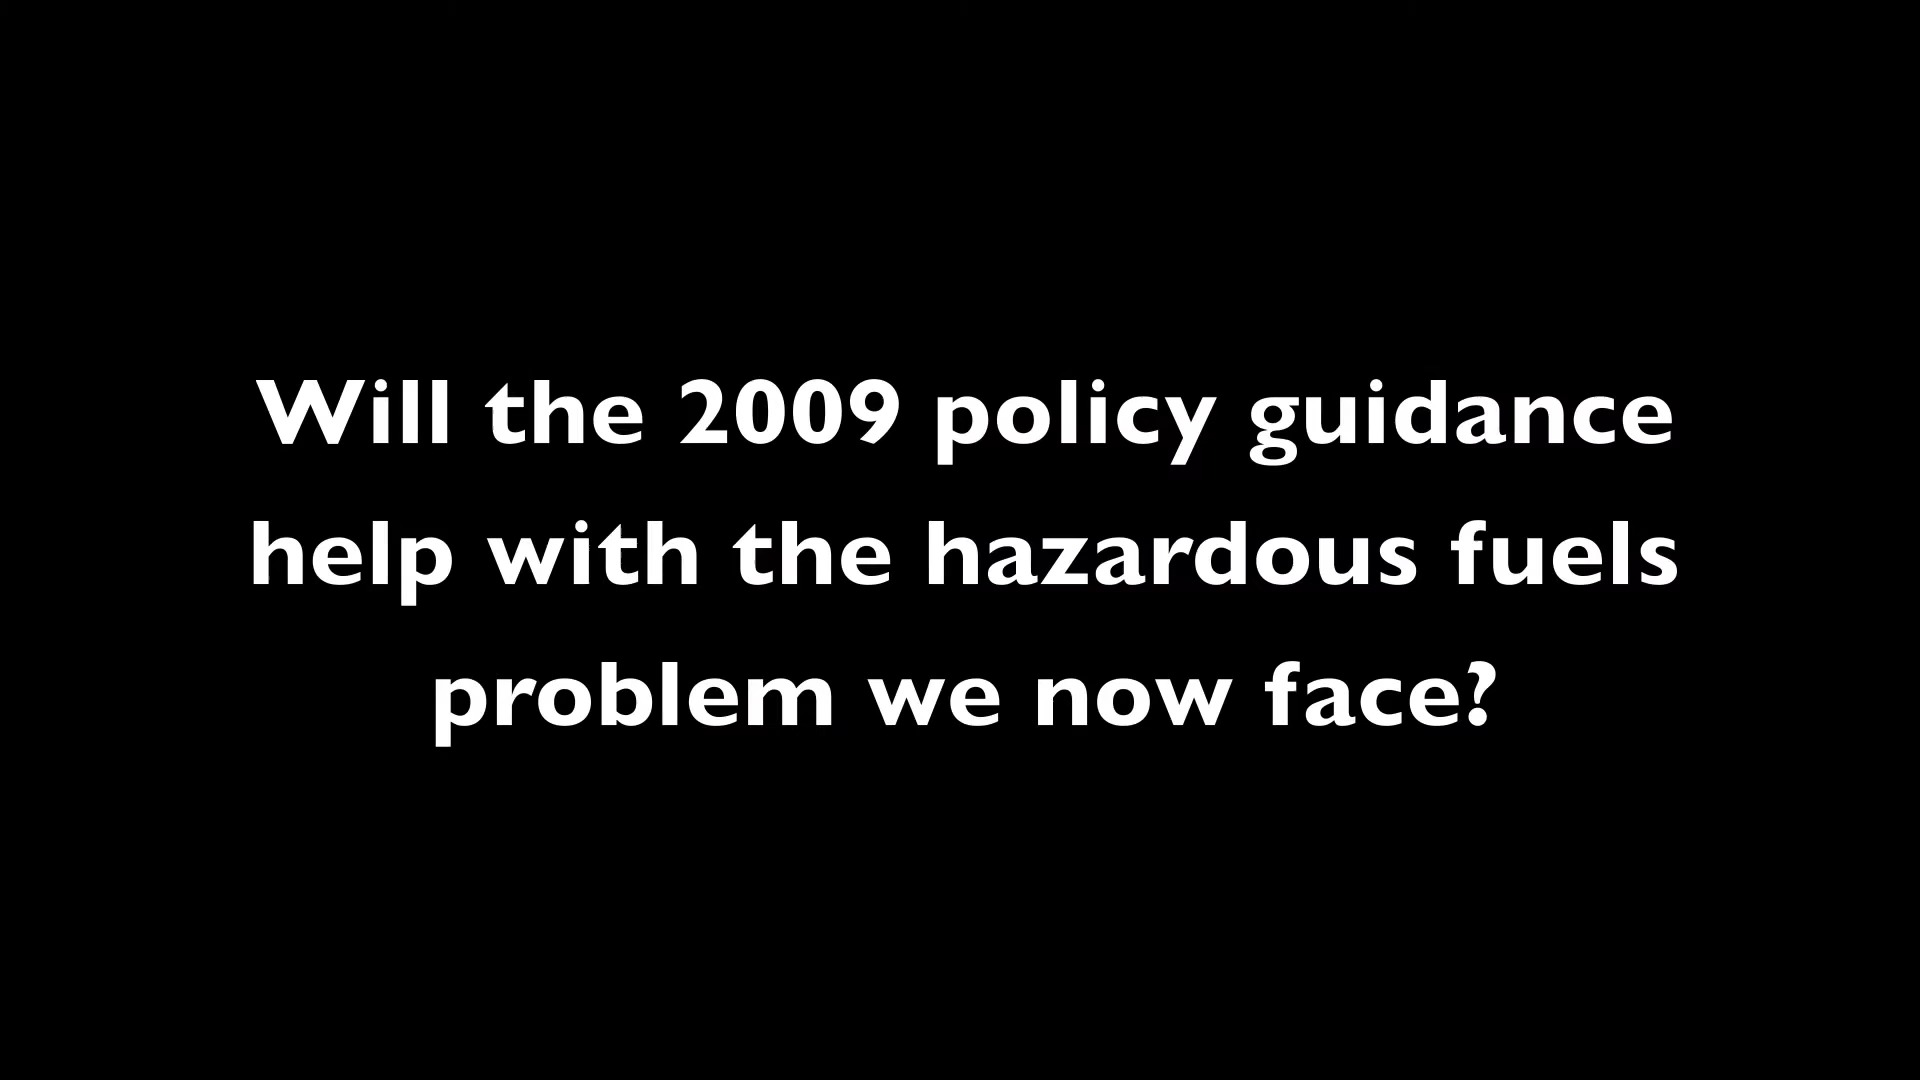 Will the 2009 policy guidance
help with the hazardous fuels
problem we now face?